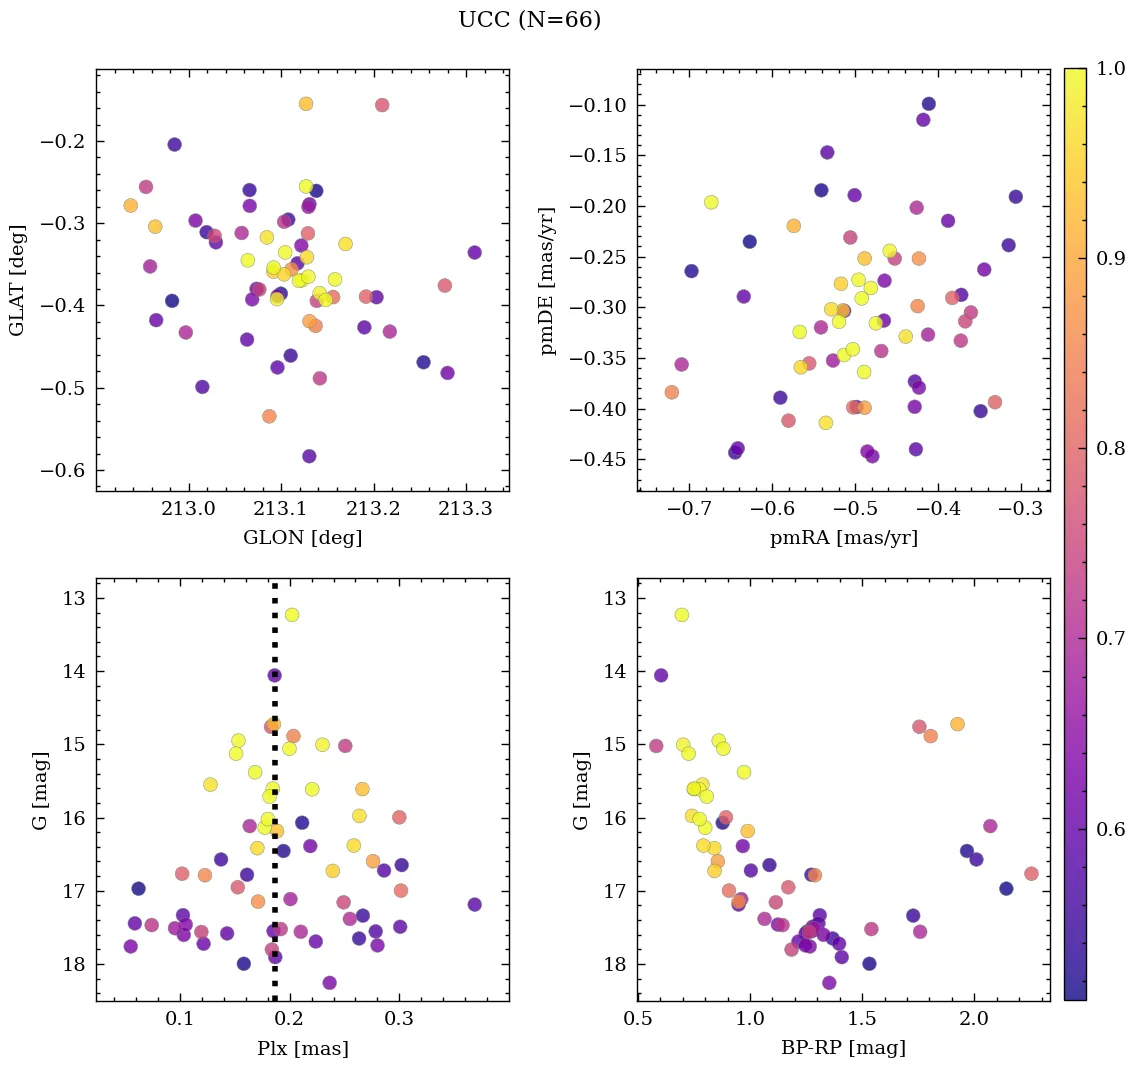 UCC (N=66)
−0.2
−0.3
−0.4
−0.5
−0.6
GLAT [deg]
213.0 213.1 213.2 213.3
GLON [deg]
−0.10
−0.15
−0.20
−0.25
−0.30
−0.35
−0.40
−0.45
pmDE [mas/yr]
−0.7 −0.6 −0.5 −0.4 −0.3
pmRA [mas/yr]
1.0
0.9
0.8
0.7
0.6
13
14
15
16
17
18
G [mag]
0.1 0.2 0.3
Plx [mas]
13
14
15
16
17
18
G [mag]
0.5 1.0 1.5 2.0
BP-RP [mag]